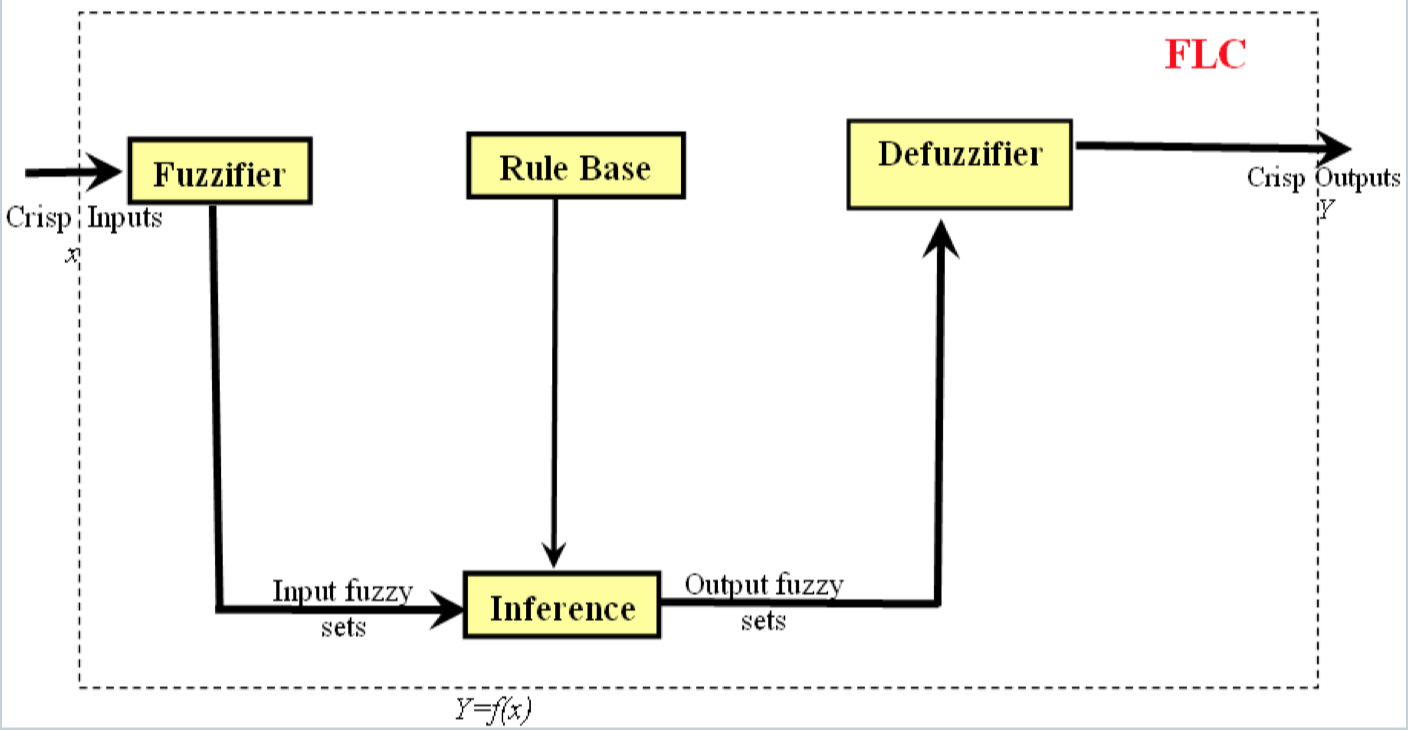 FLC
Fuzzifier
Rule Base
Defuzzifier
Crisp Inputs
x
Crisp Outputs
Y
Input fuzzy
sets
Inference
Output fuzzy
sets
Y=f(x)